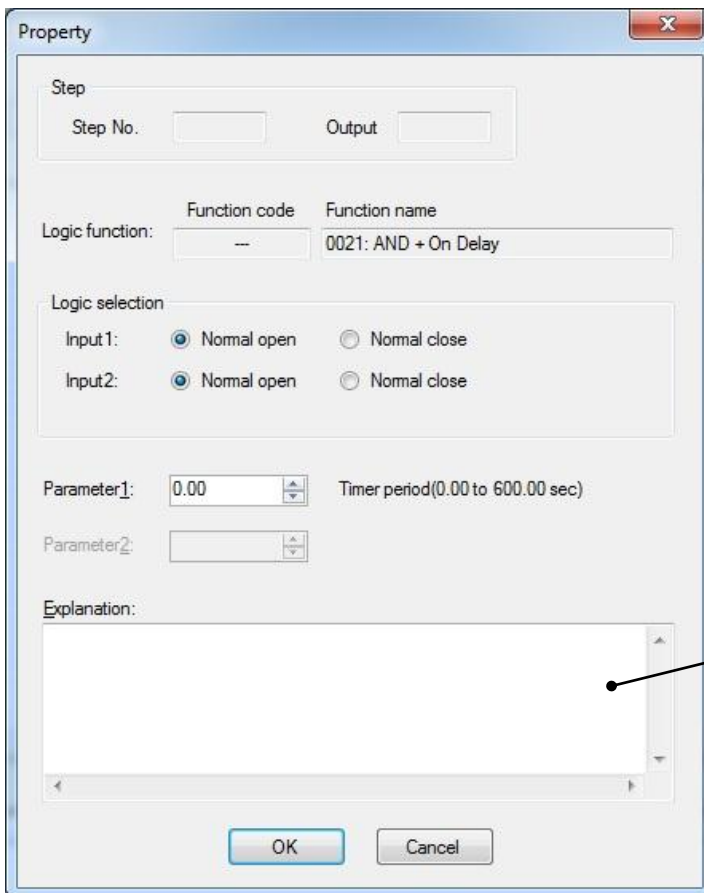 Property
Step
Step No. Output
Function code Function name
Logic function: --- 0021: AND + On Delay
Logic selection
Input1: Normal open Normal close
Input2: Normal open Normal close
Parameter1: 0.00 Timer period(0.00 to 600.00 sec)
Parameter2:
Explanation:
OK Cancel